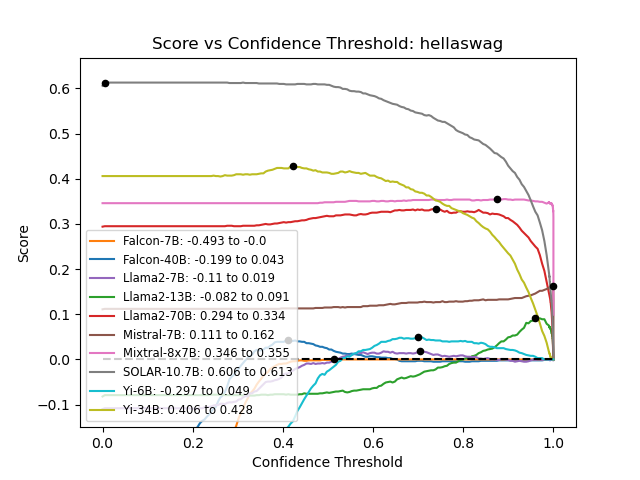 Score vs Confidence Threshold: hellaswag
Score
0.6
0.5
0.4
0.3
0.2
0.1
0.0
−0.1
Falcon-7B: -0.493 to -0.0
Falcon-40B: -0.199 to 0.043
Llama2-7B: -0.11 to 0.019
Llama2-13B: -0.082 to 0.091
Llama2-70B: 0.294 to 0.334
Mistral-7B: 0.111 to 0.162
Mixtral-8x7B: 0.346 to 0.355
SOLAR-10.7B: 0.606 to 0.613
Yi-6B: -0.297 to 0.049
Yi-34B: 0.406 to 0.428
0.0 0.2 0.4 0.6 0.8 1.0
Confidence Threshold